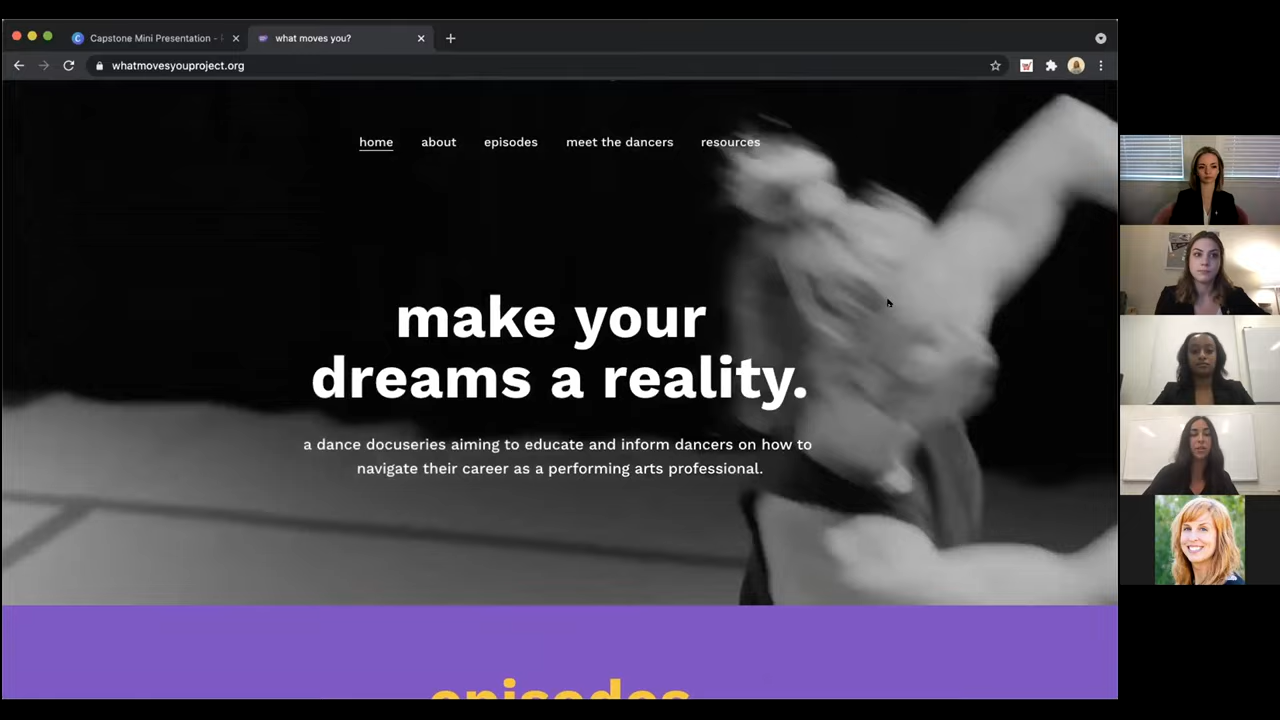 Capstone Mini Presentation -
what moves you?
whatmovesyouproject.org
home about episodes meet the dancers resources
make your
dreams a reality.
a dance docuseries aiming to educate and inform dancers on how to
navigate their career as a performing arts professional.
episodes